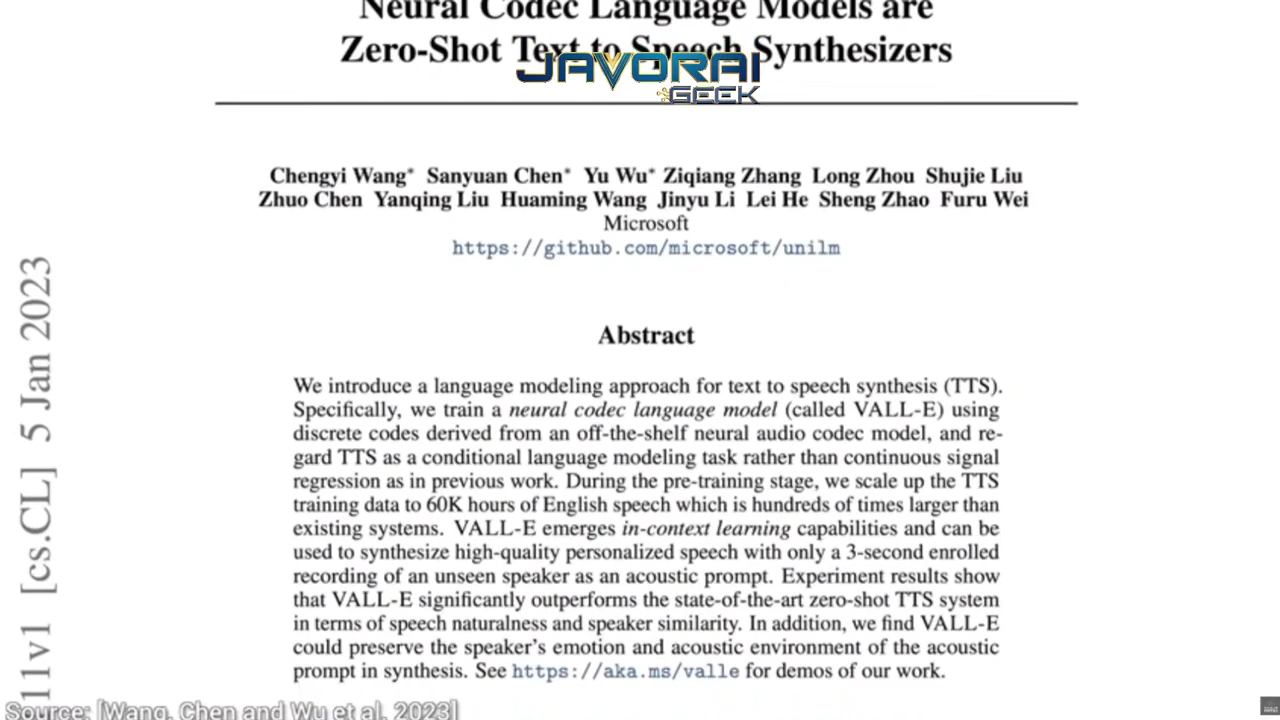 Neural Codec Language Models are
Zero-Shot Text to Speech Synthesizers
JAVORAI
GEEK
Chengyi Wang* Sanyuan Chen* Yu Wu* Ziqiang Zhang Long Zhou Shujie Liu
Zhuo Chen Yanqing Liu Huaming Wang Jinyu Li Lei He Sheng Zhao Furu Wei
Microsoft
https://github.com/microsoft/unilm
Abstract
We introduce a language modeling approach for text to speech synthesis (TTS).
Specifically, we train a neural codec language model (called VALL-E) using
discrete codes derived from an off-the-shelf neural audio codec model, and re-
gard TTS as a conditional language modeling task rather than continuous signal
regression as in previous work. During the pre-training stage, we scale up the TTS
training data to 60K hours of English speech which is hundreds of times larger than
existing systems. VALL-E emerges in-context learning capabilities and can be
used to synthesize high-quality personalized speech with only a 3-second enrolled
recording of an unseen speaker as an acoustic prompt. Experiment results show
that VALL-E significantly outperforms the state-of-the-art zero-shot TTS system
in terms of speech naturalness and speaker similarity. In addition, we find VALL-E
could preserve the speaker's emotion and acoustic environment of the acoustic
prompt in synthesis. See https://aka.ms/valle for demos of our work.
11v1 [cs.CL] 5 Jan 2023
Source: [Wang, Chen and Wu et al, 2023]